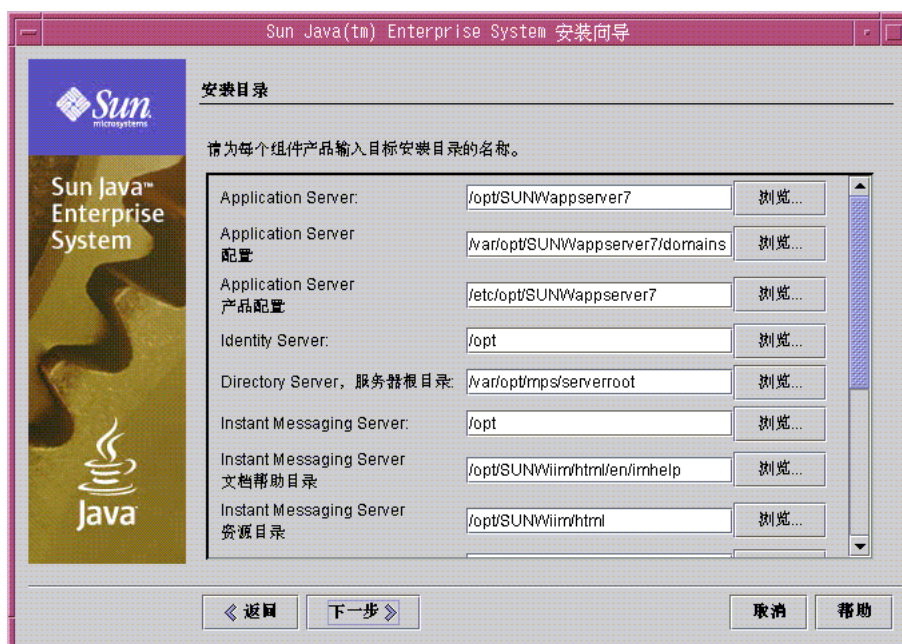 Sun Java(tm) Enterprise System 安装向导
Sun
microsystems
Sun Java™
Enterprise
System
Java
安装目录
请为每个组件产品输入目标安装目录的名称。
Application Server: /opt/SUNWappserver7 浏览...
Application Server
配置 /var/opt/SUNWappserver7/domains 浏览...
Application Server
产品配置 /etc/opt/SUNWappserver7 浏览...
Identity Server: /opt 浏览...
Directory Server，服务器根目录: /var/opt/mps/serverroot 浏览...
Instant Messaging Server: /opt 浏览...
Instant Messaging Server
文档帮助目录 /opt/SUNWiim/html/en/imhelp 浏览...
Instant Messaging Server
资源目录 /opt/SUNWiim/html 浏览...
返回 下一步 取消 帮助